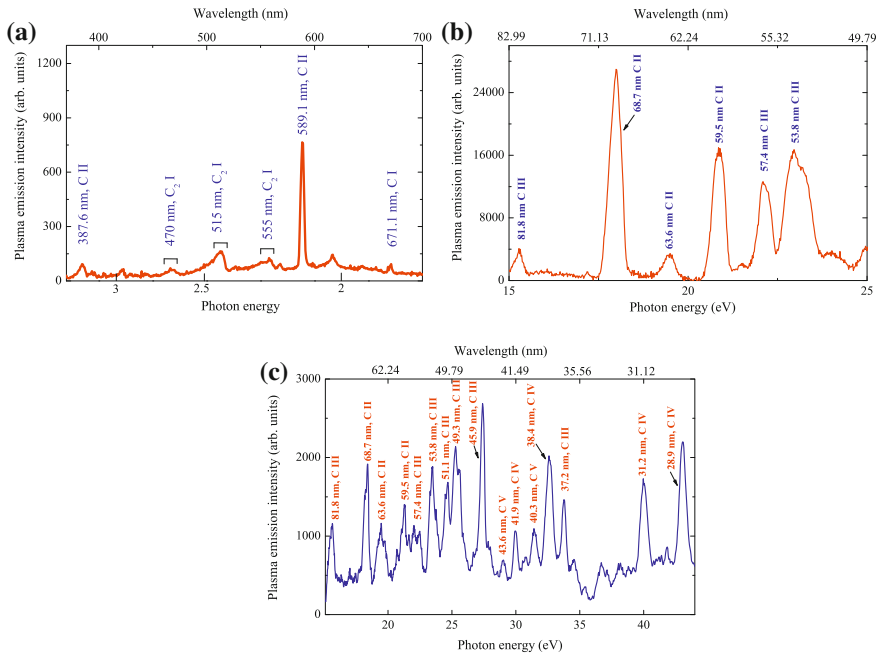 (a)
Wavelength (nm)
400 500 600 700
Plasma emission intensity (arb. units)
1200
900
600
300
0
387.6 nm, C II
470 nm, C₂ I
515 nm, C₂ I
555 nm, C₂ I
589.1 nm, C II
671.1 nm, C I
3 2.5 2
Photon energy
(b)
Wavelength (nm)
82.99 71.13 62.24 55.32 49.79
Plasma emission intensity (arb. units)
24000
16000
8000
0
81.8 nm C III
68.7 nm C II
63.6 nm C II
59.5 nm C II
57.4 nm C III
53.8 nm C III
15 20 25
Photon energy (eV)
(c)
Wavelength (nm)
62.24 49.79 41.49 35.56 31.12
Plasma emission intensity (arb. units)
3000
2000
1000
0
81.8 nm, C III
68.7 nm, C II
63.6 nm, C II
59.5 nm, C II
57.4 nm, C III
53.8 nm, C III
51.1 nm, C III
49.3 nm, C III
45.9 nm, C III
43.6 nm, C V
41.9 nm, C IV
40.3 nm, C V
38.4 nm, C IV
37.2 nm, C III
31.2 nm, C IV
28.9 nm, C IV
20 25 30 35 40
Photon energy (eV)